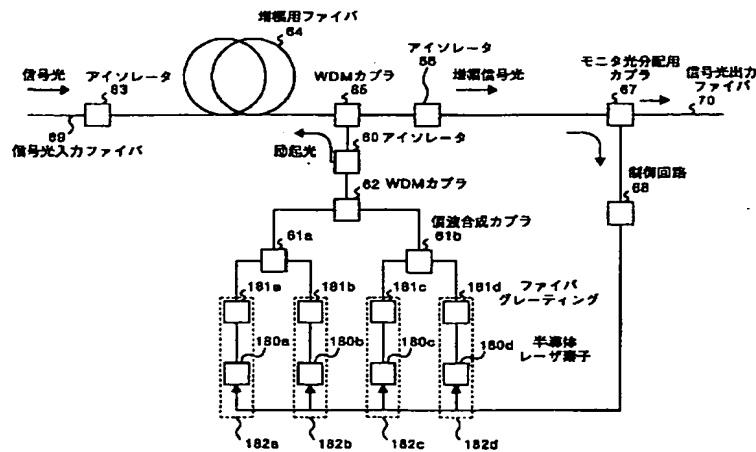 増幅用ファイバ
64
信号光
アイソレータ
63
WDMカプラ
65
アイソレータ
66
増幅信号光
モニタ光分配用
カプラ
67
信号光出力
ファイバ
70
69
信号光入力ファイバ
励起光
60 アイソレータ
62 WDMカプラ
制御回路
68
61a
偏波合成カプラ
61b
181a
181b
181c
181d
ファイバ
グレーティング
180a
180b
180c
180d
半導体
レーザ素子
182a
182b
182c
182d